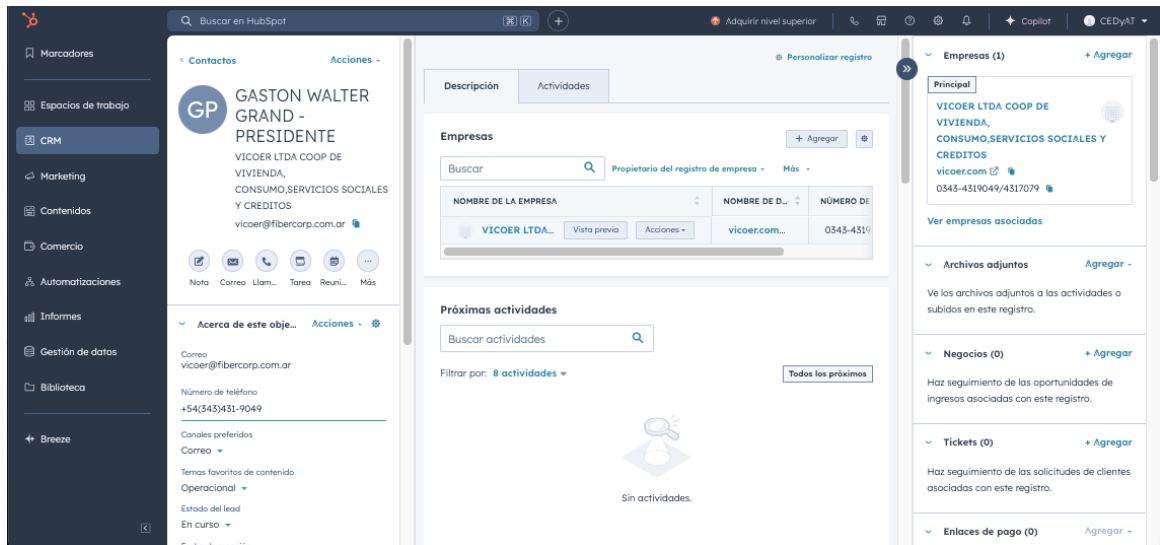 Buscar en HubSpot
⌘ K
+
Adquirir nivel superior
Copilot
CEDyAT
Marcadores
Espacios de trabajo
CRM
Marketing
Contenidos
Comercio
Automatizaciones
Informes
Gestión de datos
Biblioteca
Breeze
< Contactos
Acciones
GP
GASTON WALTER
GRAND -
PRESIDENTE
VICOER LTDA COOP DE
VIVIENDA,
CONSUMO,SERVICIOS SOCIALES
Y CREDITOS
vicoer@fibercorp.com.ar
Nota Correo Llam... Tarea Reuni... Más
Acerca de este obje... Acciones
Correo
vicoer@fibercorp.com.ar
Número de teléfono
+54(343)431-9049
Canales preferidos
Correo
Temas favoritos de contenido
Operacional
Estado del lead
En curso
Personalizar registro
Descripción Actividades
Empresas
+ Agregar
Buscar
Propietario del registro de empresa Más
NOMBRE DE LA EMPRESA NOMBRE DE D... NÚMERO DE
VICOER LTDA... Vista previa Acciones vicoer.com... 0343-4319
Próximas actividades
Buscar actividades
Filtrar por: 8 actividades
Todos los próximos
Sin actividades.
Empresas (1) + Agregar
Principal
VICOER LTDA COOP DE
VIVIENDA,
CONSUMO,SERVICIOS SOCIALES Y
CREDITOS
vicoer.com
0343-4319049/4317079
Ver empresas asociadas
Archivos adjuntos Agregar
Ve los archivos adjuntos a las actividades o
subidos en este registro.
Negocios (0) + Agregar
Haz seguimiento de las oportunidades de
ingresos asociadas con este registro.
Tickets (0) + Agregar
Haz seguimiento de las solicitudes de clientes
asociadas con este registro.
Enlaces de pago (0) Agregar